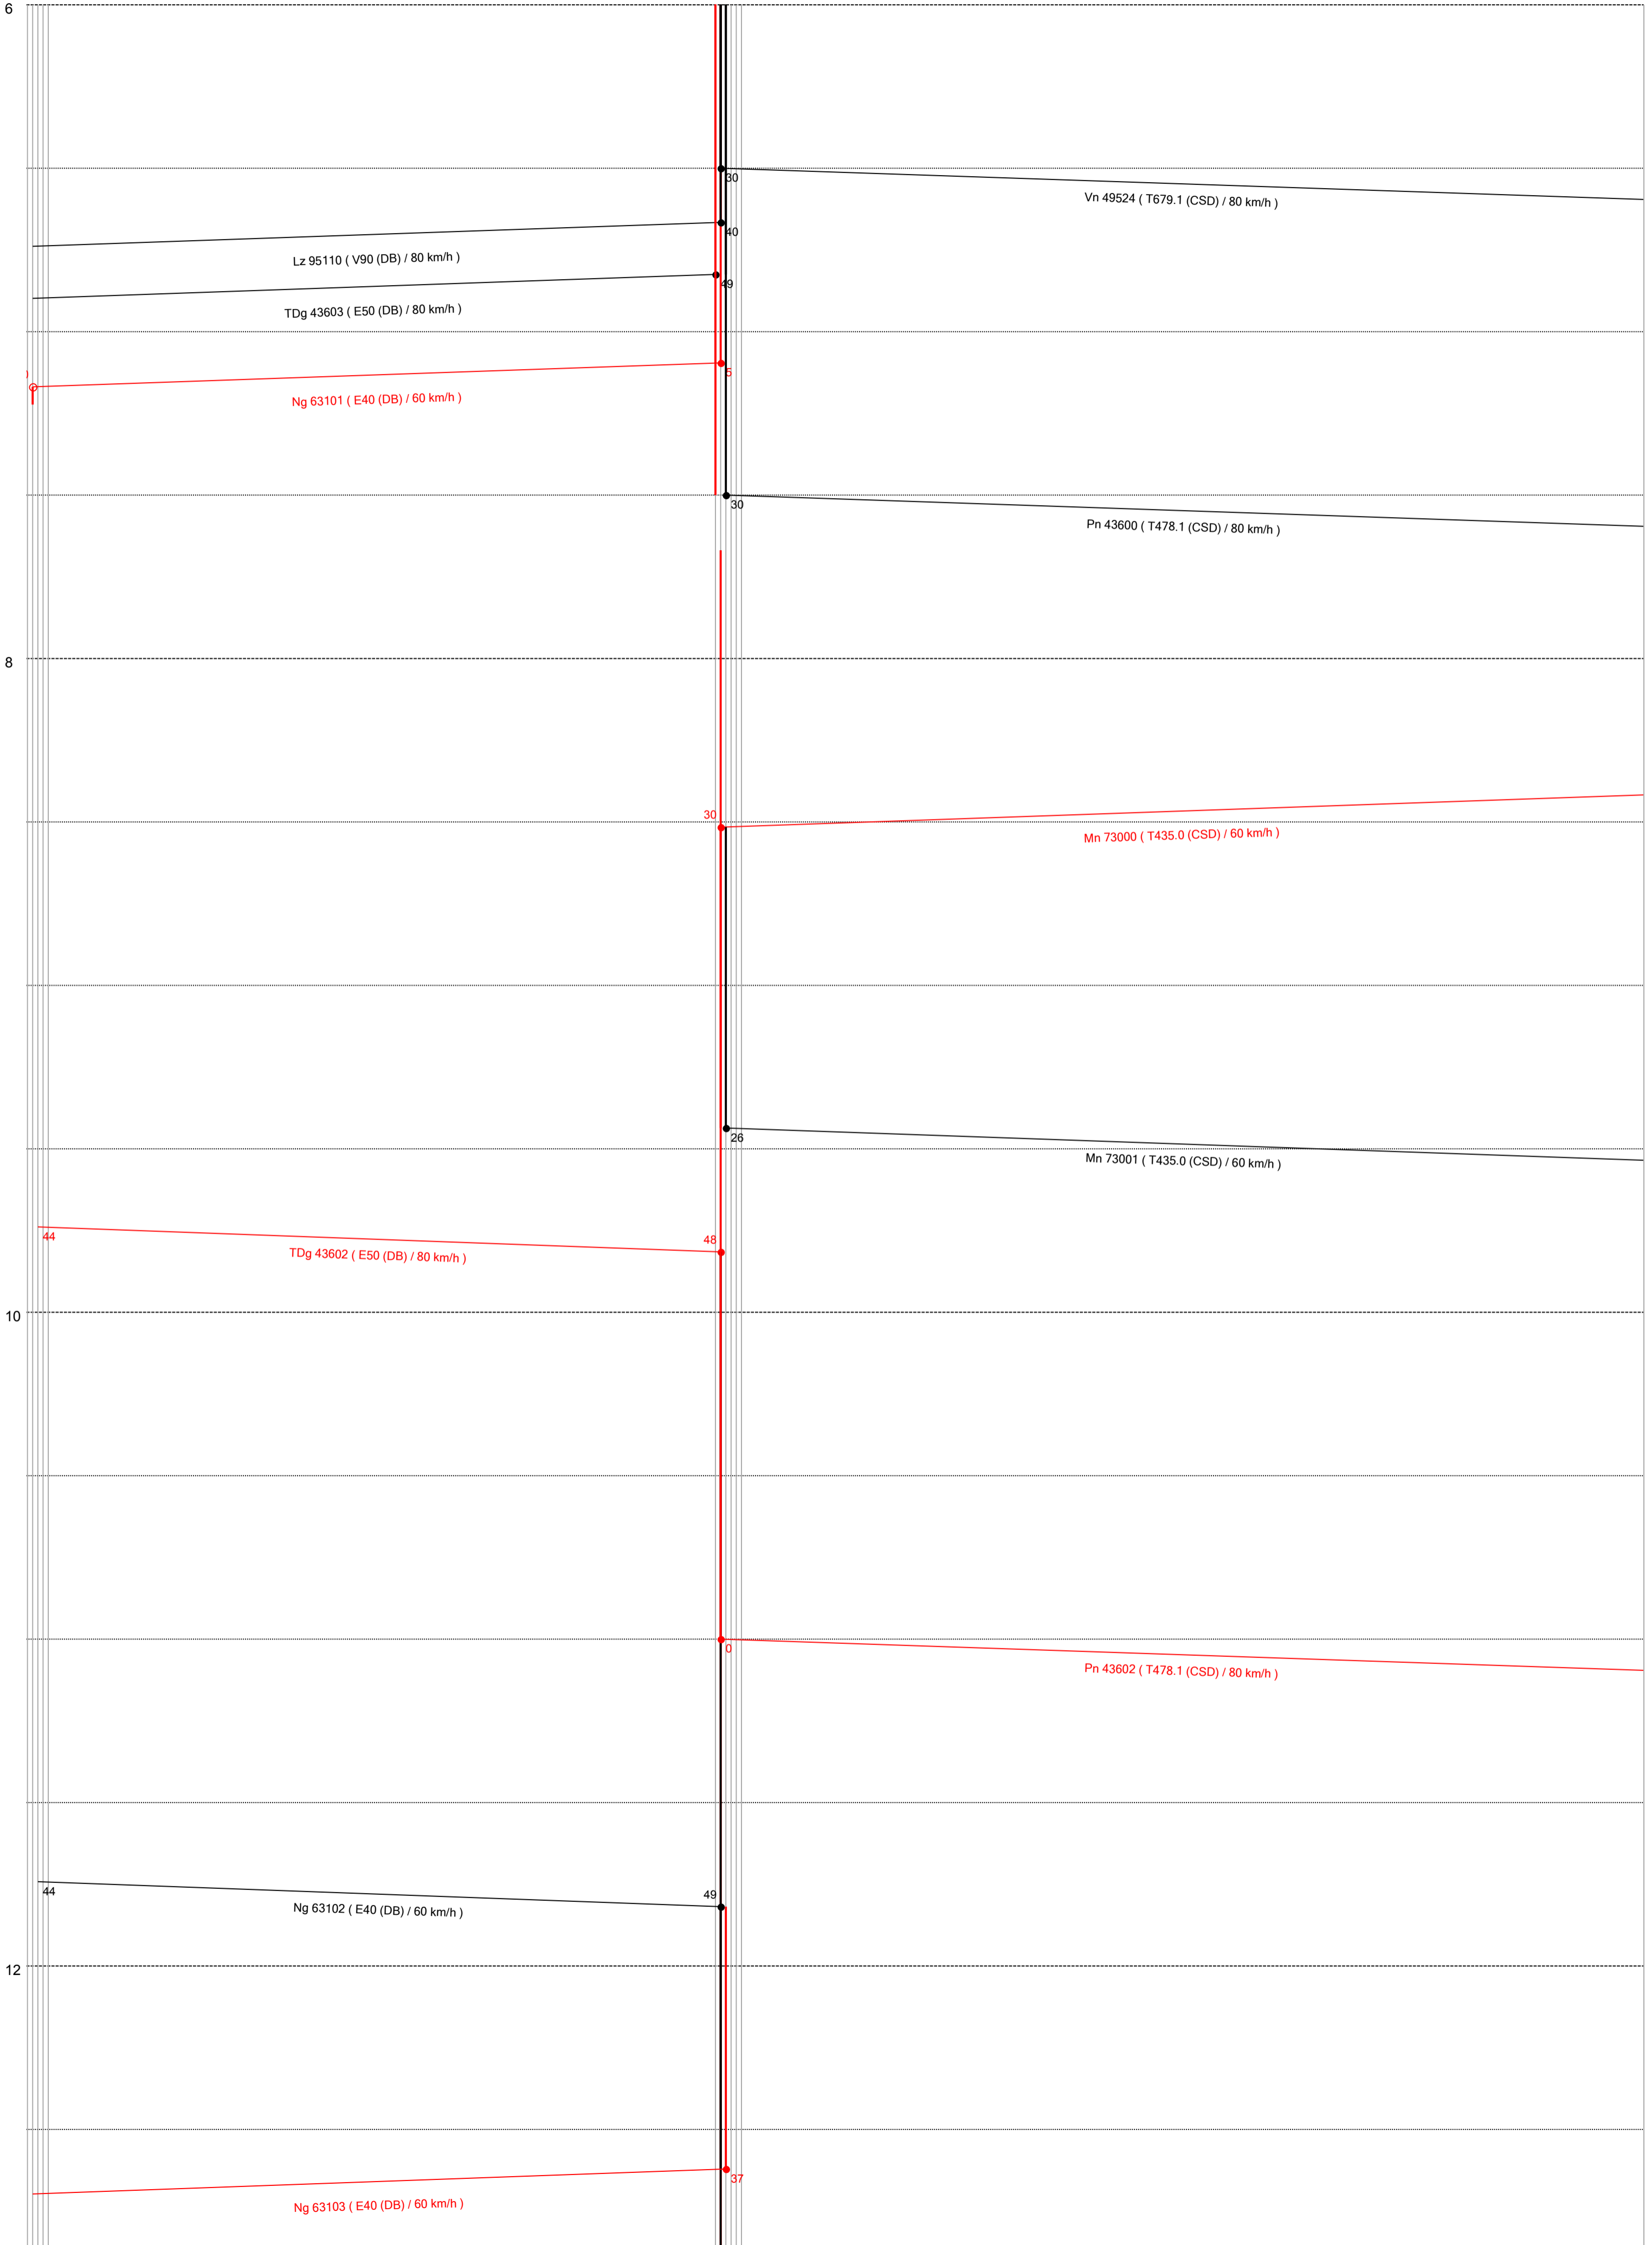 6
30
Vn 49524 ( T679.1 (CSD) / 80 km/h )
40
Lz 95110 ( V90 (DB) / 80 km/h )
49
TDg 43603 ( E50 (DB) / 80 km/h )
5
Ng 63101 ( E40 (DB) / 60 km/h )
30
Pn 43600 ( T478.1 (CSD) / 80 km/h )
8
30
Mn 73000 ( T435.0 (CSD) / 60 km/h )
26
Mn 73001 ( T435.0 (CSD) / 60 km/h )
44
48
TDg 43602 ( E50 (DB) / 80 km/h )
10
0
Pn 43602 ( T478.1 (CSD) / 80 km/h )
44
49
Ng 63102 ( E40 (DB) / 60 km/h )
12
37
Ng 63103 ( E40 (DB) / 60 km/h )